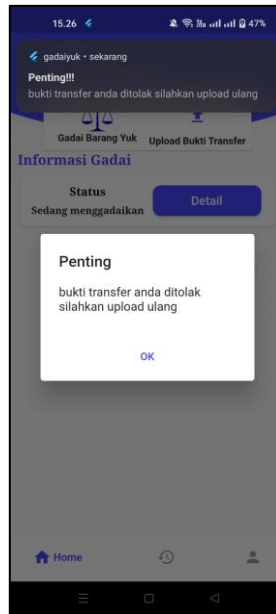 15.26 47%
gadaiyuk • sekarang
Penting!!!
bukti transfer anda ditolak silahkan upload ulang
Gadai Barang Yuk Upload Bukti Transfer
Informasi Gadai
Status
Sedang menggadaikan
Detail
Penting
bukti transfer anda ditolak
silahkan upload ulang
OK
Home